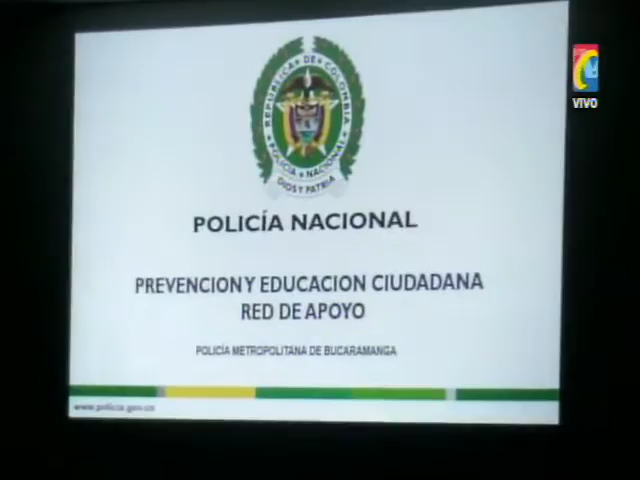 VIVO
REPUBLICA DE COLOMBIA
POLICIA NACIONAL
DIOS Y PATRIA
POLICÍA NACIONAL
PREVENCION Y EDUCACION CIUDADANA
RED DE APOYO
POLICÍA METROPOLITANA DE BUCARAMANGA
www.policia.gov.co